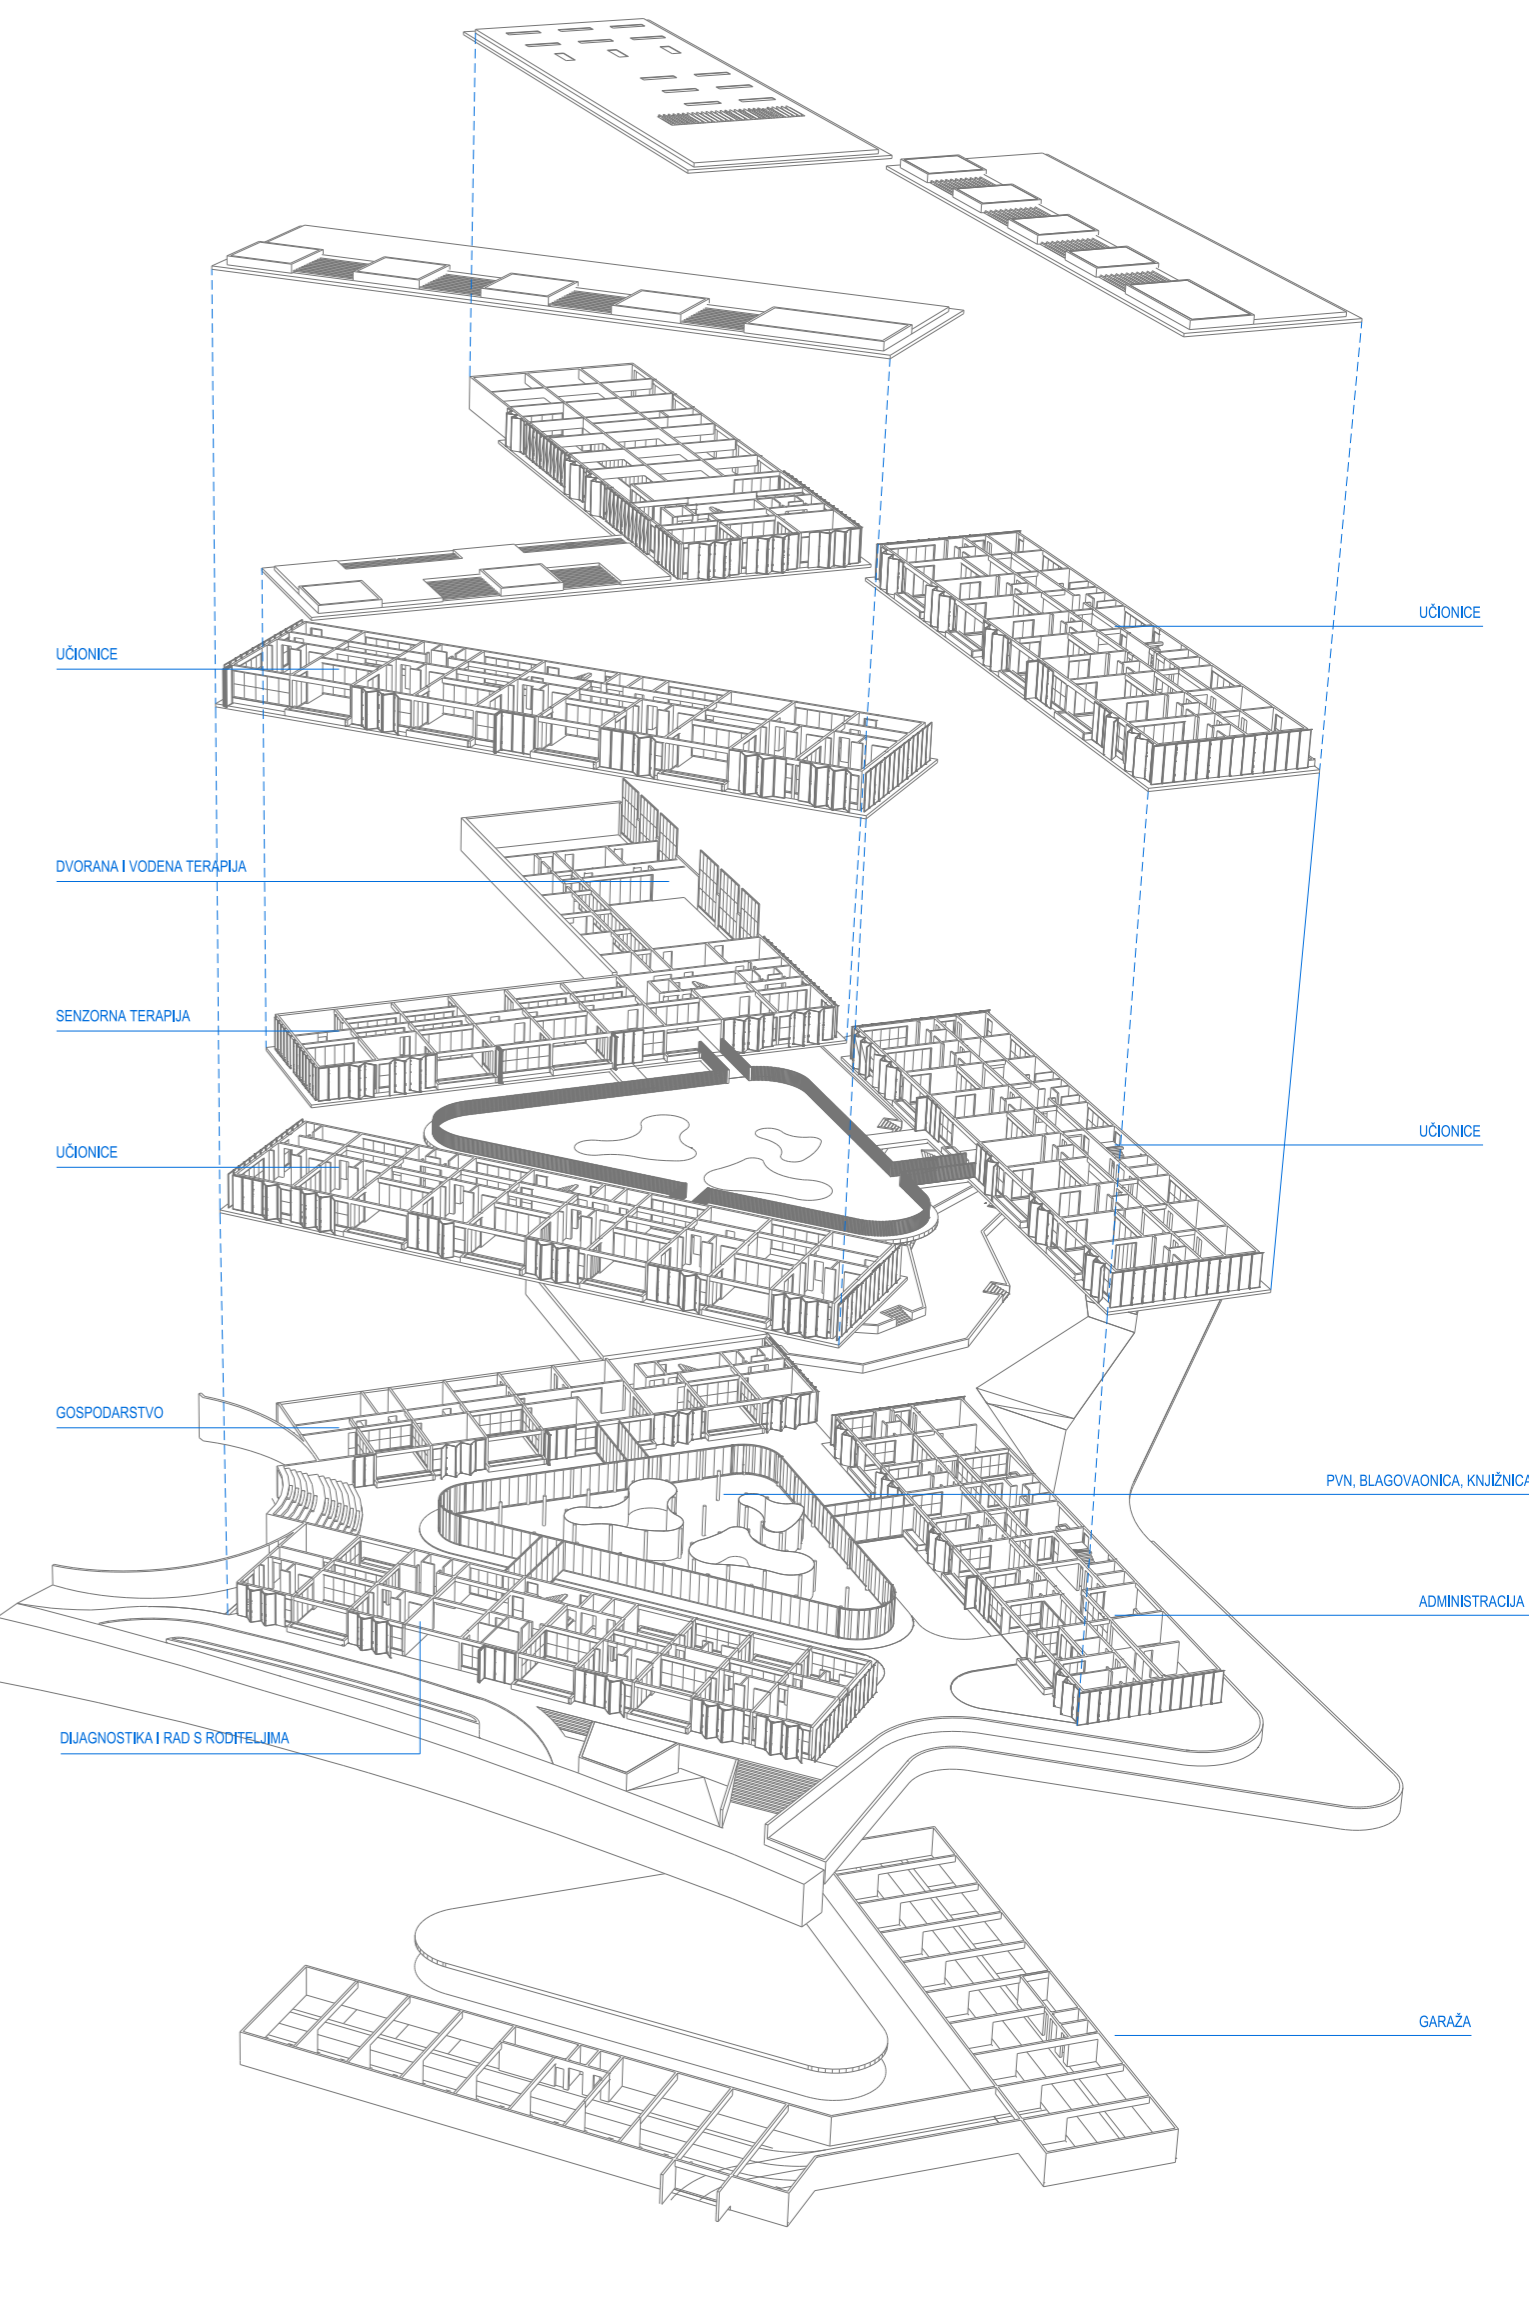 UČIONICE
UČIONICE
DVORANA I VODENA TERAPIJA
SENZORNA TERAPIJA
UČIONICE
UČIONICE
GOSPODARSTVO
PVN, BLAGOVAONICA, KNJIŽNICA
ADMINISTRACIJA
DIJAGNOSTIKA I RAD S RODITELJIMA
GARAŽA